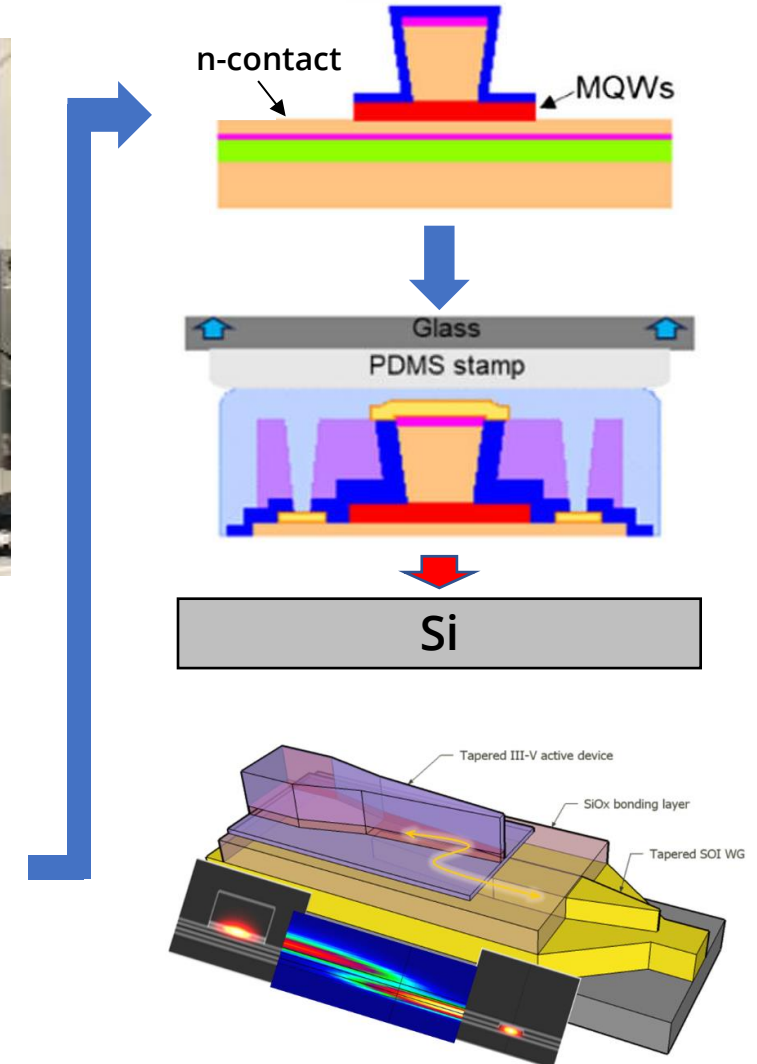 n-contact
MQWs
Glass
PDMS stamp
Si
Tapered III-V active device
SiOx bonding layer
Tapered SOI WG